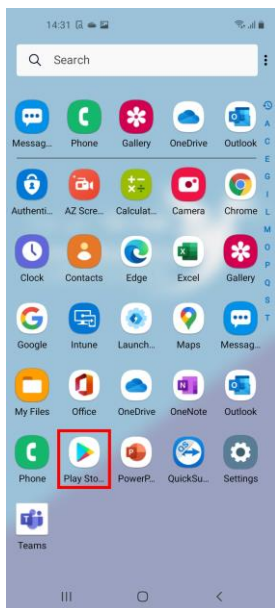 14:31
Search
Messag... Phone Gallery OneDrive Outlook
Authenti... AZ Scre... Calculat... Camera Chrome
Clock Contacts Edge Excel Gallery
Google Intune Launch... Maps Messag...
My Files Office OneDrive OneNote Outlook
Phone Play Sto... PowerP... QuickSu... Settings
Teams
A
C
E
G
I
L
M
O
P
Q
S
T